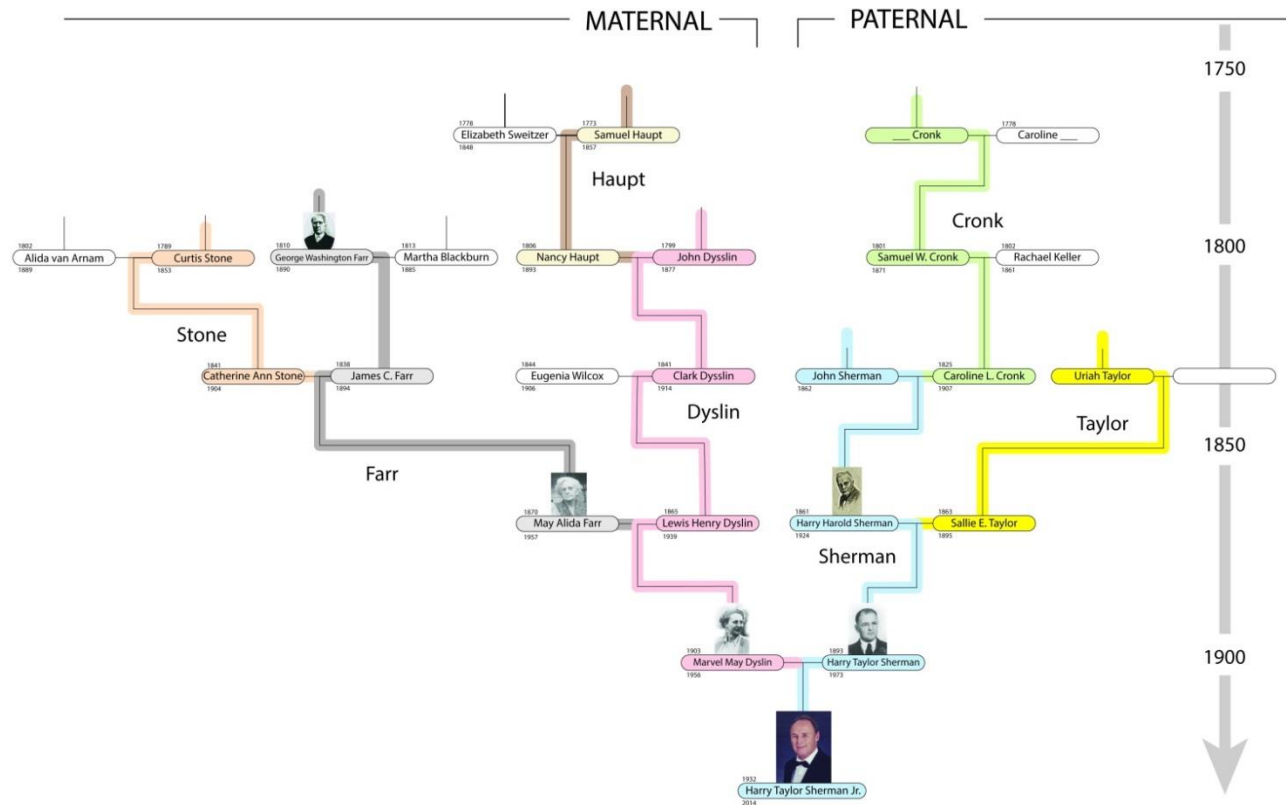 MATERNAL
PATERNAL
1750
1778
Elizabeth Sweitzer
1848
1773
Samuel Haupt
1857
___ Cronk
1778
Caroline ___
Haupt
Cronk
1802
Alida van Arnam
1889
1789
Curtis Stone
1853
1810
George Washington Farr
1890
1813
Martha Blackburn
1885
1806
Nancy Haupt
1893
1799
John Dysslin
1877
1801
Samuel W. Cronk
1871
1802
Rachael Keller
1861
1800
Stone
1841
Catherine Ann Stone
1904
1838
James C. Farr
1894
1844
Eugenia Wilcox
1906
1841
Clark Dysslin
1914
John Sherman
1862
1825
Caroline L. Cronk
1907
Uriah Taylor
Dyslin
Taylor
1850
Farr
1870
May Alida Farr
1957
1865
Lewis Henry Dyslin
1939
1861
Harry Harold Sherman
1924
1863
Sallie E. Taylor
1895
Sherman
1903
Marvel May Dyslin
1956
1893
Harry Taylor Sherman
1973
1900
1932
Harry Taylor Sherman Jr.
2014